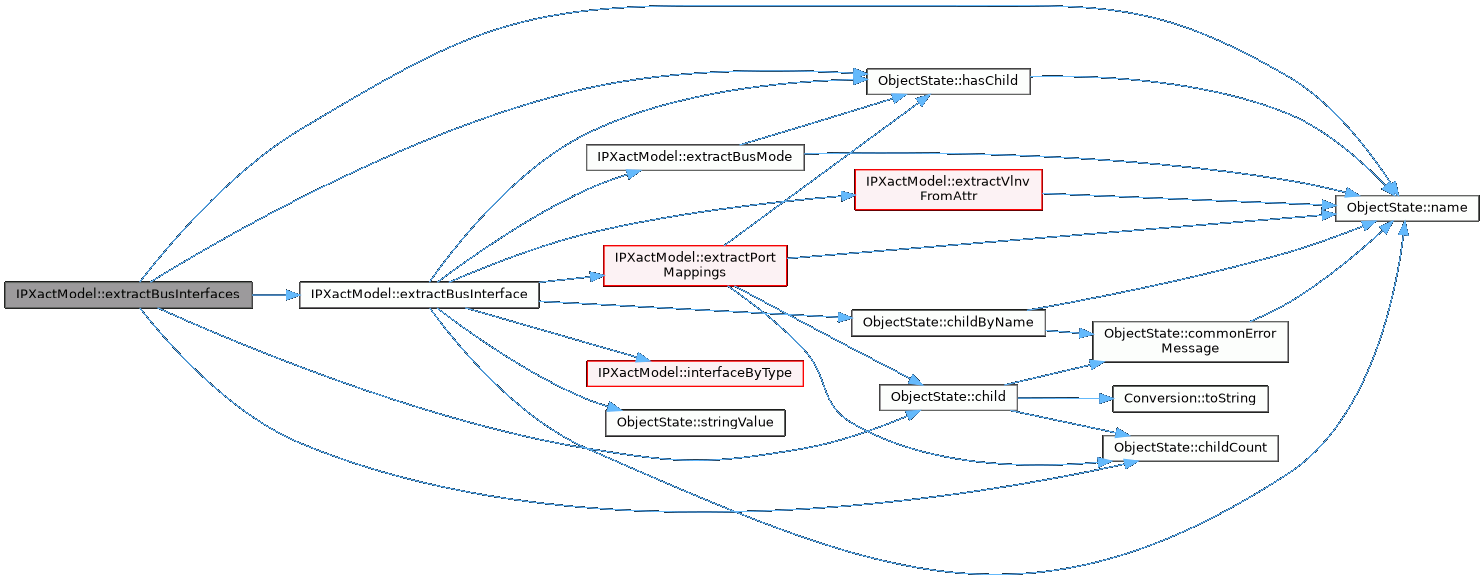 ObjectState::hasChild
IPXactModel::extractBusMode
IPXactModel::extractVlnv
FromAttr
ObjectState::name
IPXactModel::extractPort
Mappings
IPXactModel::extractBusInterfaces
IPXactModel::extractBusInterface
ObjectState::childByName
ObjectState::commonError
Message
IPXactModel::interfaceByType
ObjectState::child
Conversion::toString
ObjectState::stringValue
ObjectState::childCount